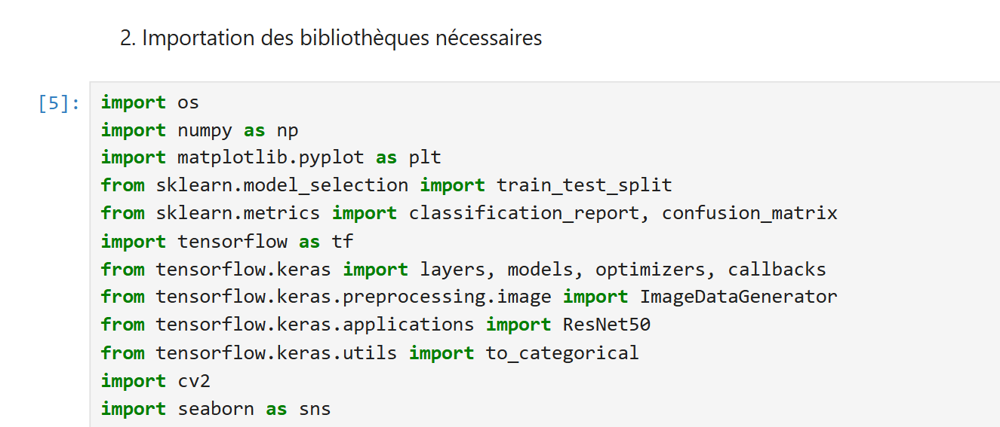 2. Importation des bibliothèques nécessaires
[5]:
import os
import numpy as np
import matplotlib.pyplot as plt
from sklearn.model_selection import train_test_split
from sklearn.metrics import classification_report, confusion_matrix
import tensorflow as tf
from tensorflow.keras import layers, models, optimizers, callbacks
from tensorflow.keras.preprocessing.image import ImageDataGenerator
from tensorflow.keras.applications import ResNet50
from tensorflow.keras.utils import to_categorical
import cv2
import seaborn as sns